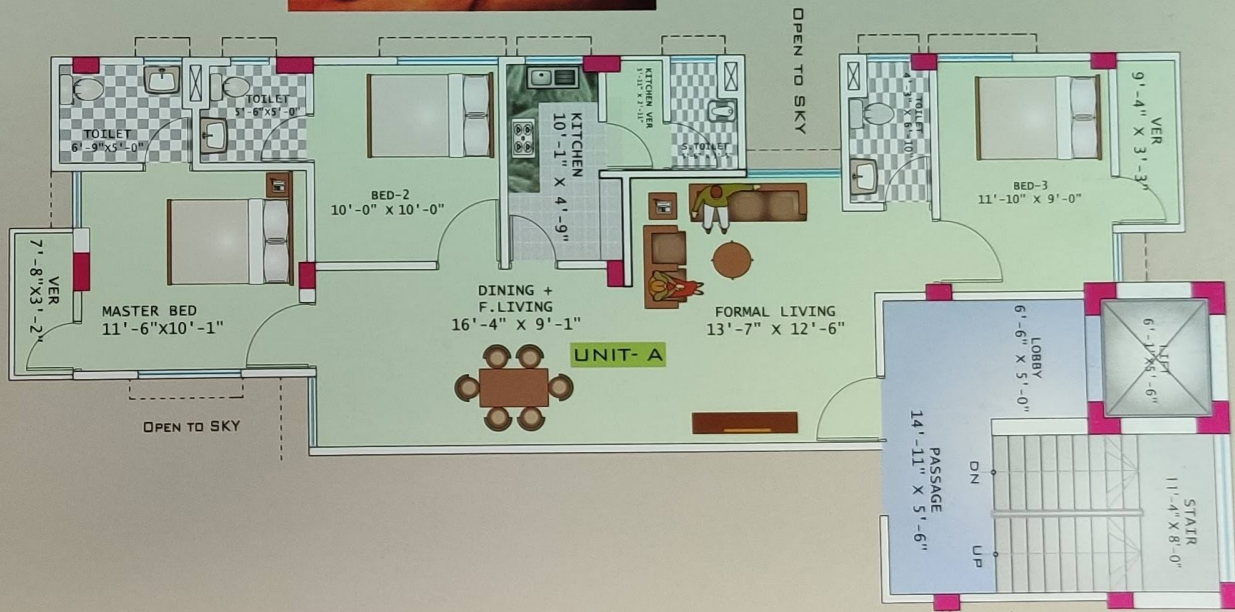 OPEN TO SKY
TOILET
6'-9"x5'-0"
TOILET
5'-6"x5'-0"
BED-2
10'-0" X 10'-0"
KITCHEN
10'-1" X 4'-9"
KITCHEN VER
S.TOILET
TOILET
BED-3
11'-10" X 9'-0"
VER
9'-4" X 3'-3"
VER
7'-8"X3'-2"
MASTER BED
11'-6"x10'-1"
DINING +
F.LIVING
16'-4" X 9'-1"
UNIT- A
FORMAL LIVING
13'-7" X 12'-6"
LOBBY
6'-6" X 5'-0"
LIFT
6'-1"X5'-6"
OPEN TO SKY
PASSAGE
14'-11" X 5'-6"
DN
UP
STAIR
11'-4" X 8'-0"